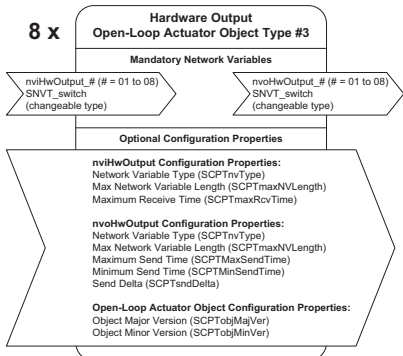 8 x
Hardware Output
Open-Loop Actuator Object Type #3
Mandatory Network Variables
nviHwOutput_# (# = 01 to 08)
SNVT_switch
(changeable type)
nvoHwOutput_# (# = 01 to 08)
SNVT_switch
(changeable type)
Optional Configuration Properties
nviHwOutput Configuration Properties:
Network Variable Type (SCPTnvType)
Max Network Variable Length (SCPTmaxNVLength)
Maximum Receive Time (SCPTmaxRcvTime)
nvoHwOutput Configuration Properties:
Network Variable Type (SCPTnvType)
Max Network Variable Length (SCPTmaxNVLength)
Maximum Send Time (SCPTMaxSendTime)
Minimum Send Time (SCPTMinSendTime)
Send Delta (SCPTsndDelta)
Open-Loop Actuator Object Configuration Properties:
Object Major Version (SCPTobjMajVer)
Object Minor Version (SCPTobjMinVer)